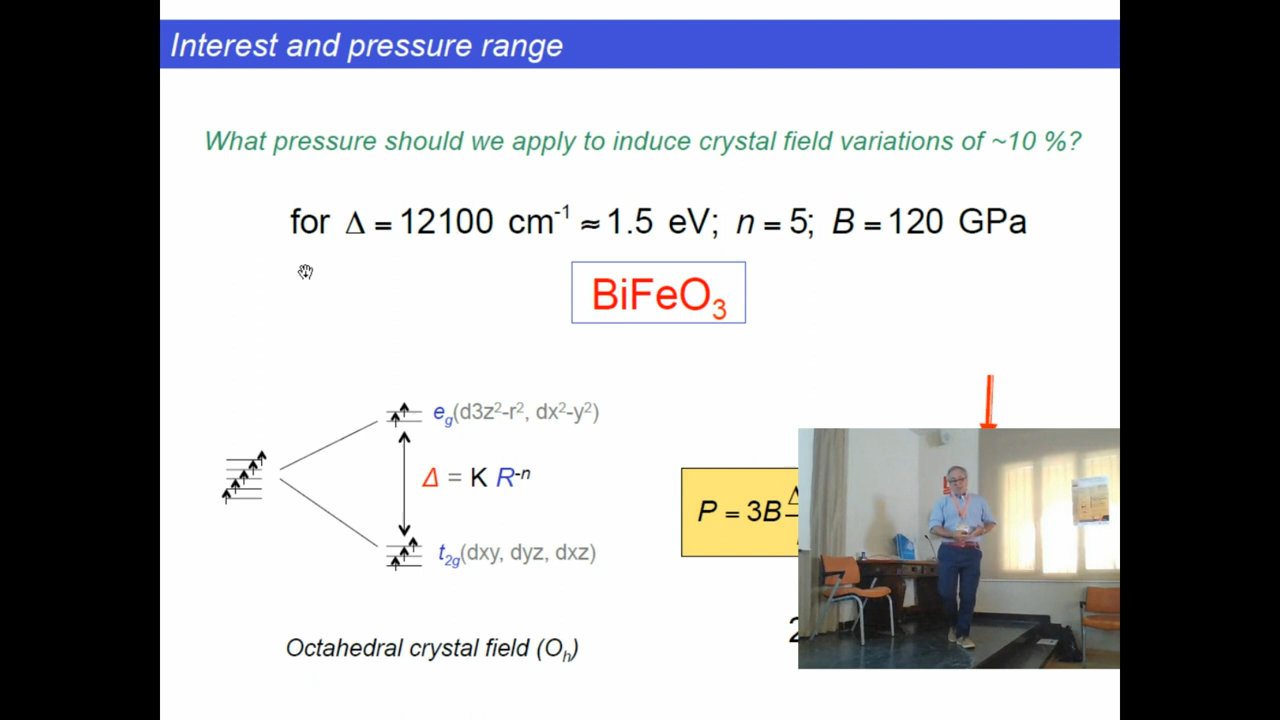 Interest and pressure range
What pressure should we apply to induce crystal field variations of ~10 %?
for Δ = 12100 cm⁻¹ ≈ 1.5 eV; n = 5; B = 120 GPa
BiFeO₃
e_g(d3z²-r², dx²-y²)
Δ = K R⁻ⁿ
P = 3B Δ
t₂g(dxy, dyz, dxz)
2
Octahedral crystal field (O_h)